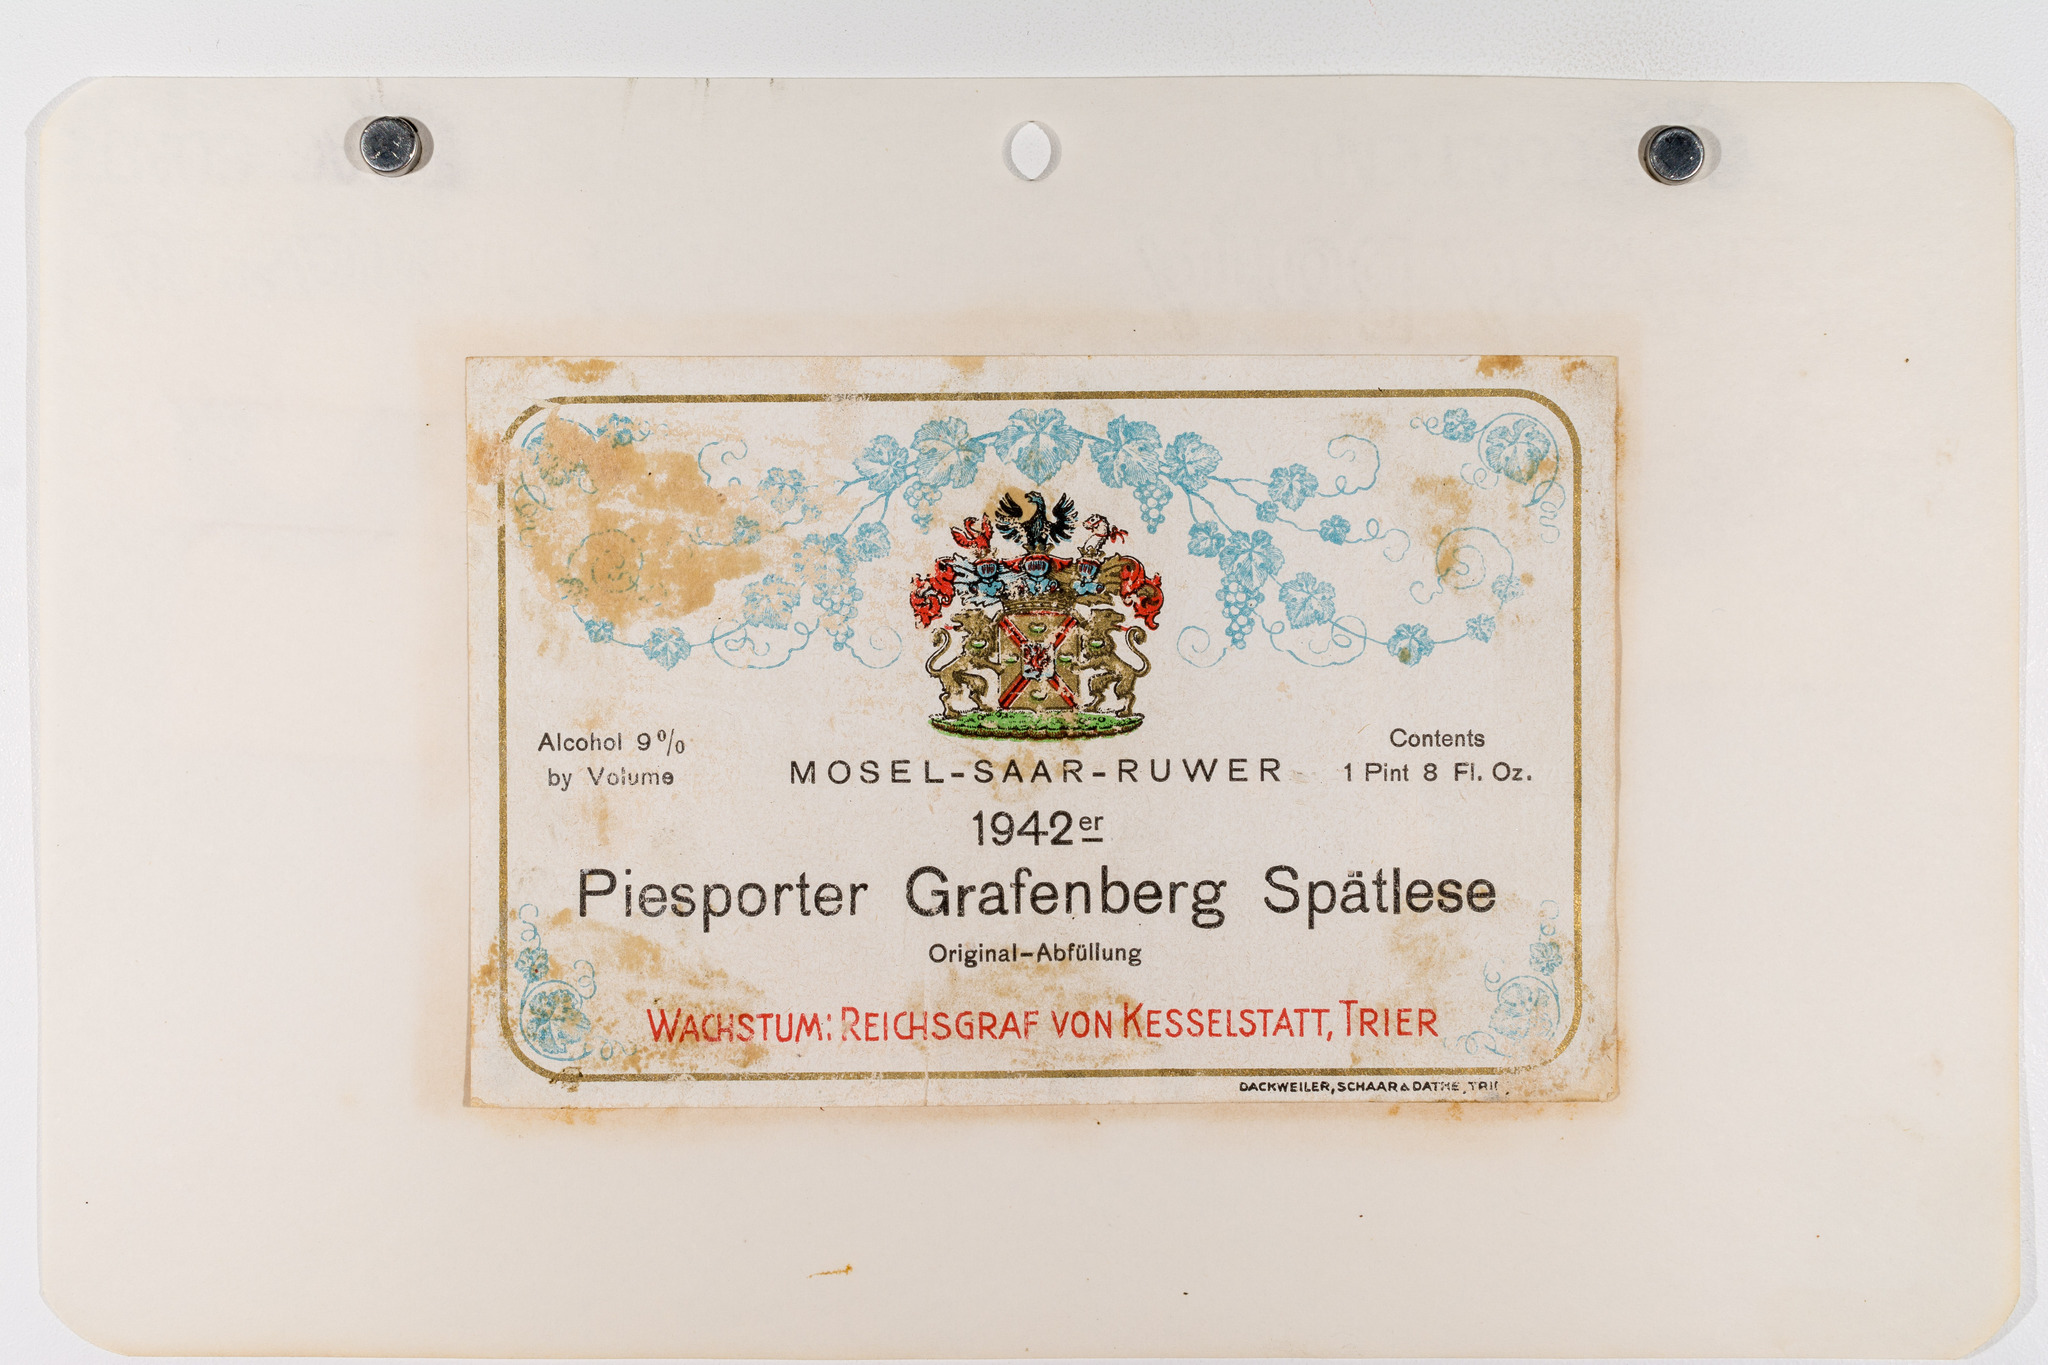 Alcohol 9%
by Volume
Contents
1 Pint 8 Fl. Oz.
MOSEL-SAAR-RUWER
1942er
Piesporter Grafenberg Spätlese
Original-Abfüllung
WACHSTUM: REICHSGRAF VON KESSELSTATT, TRIER
DACKWEILER, SCHAAR & DATHE,